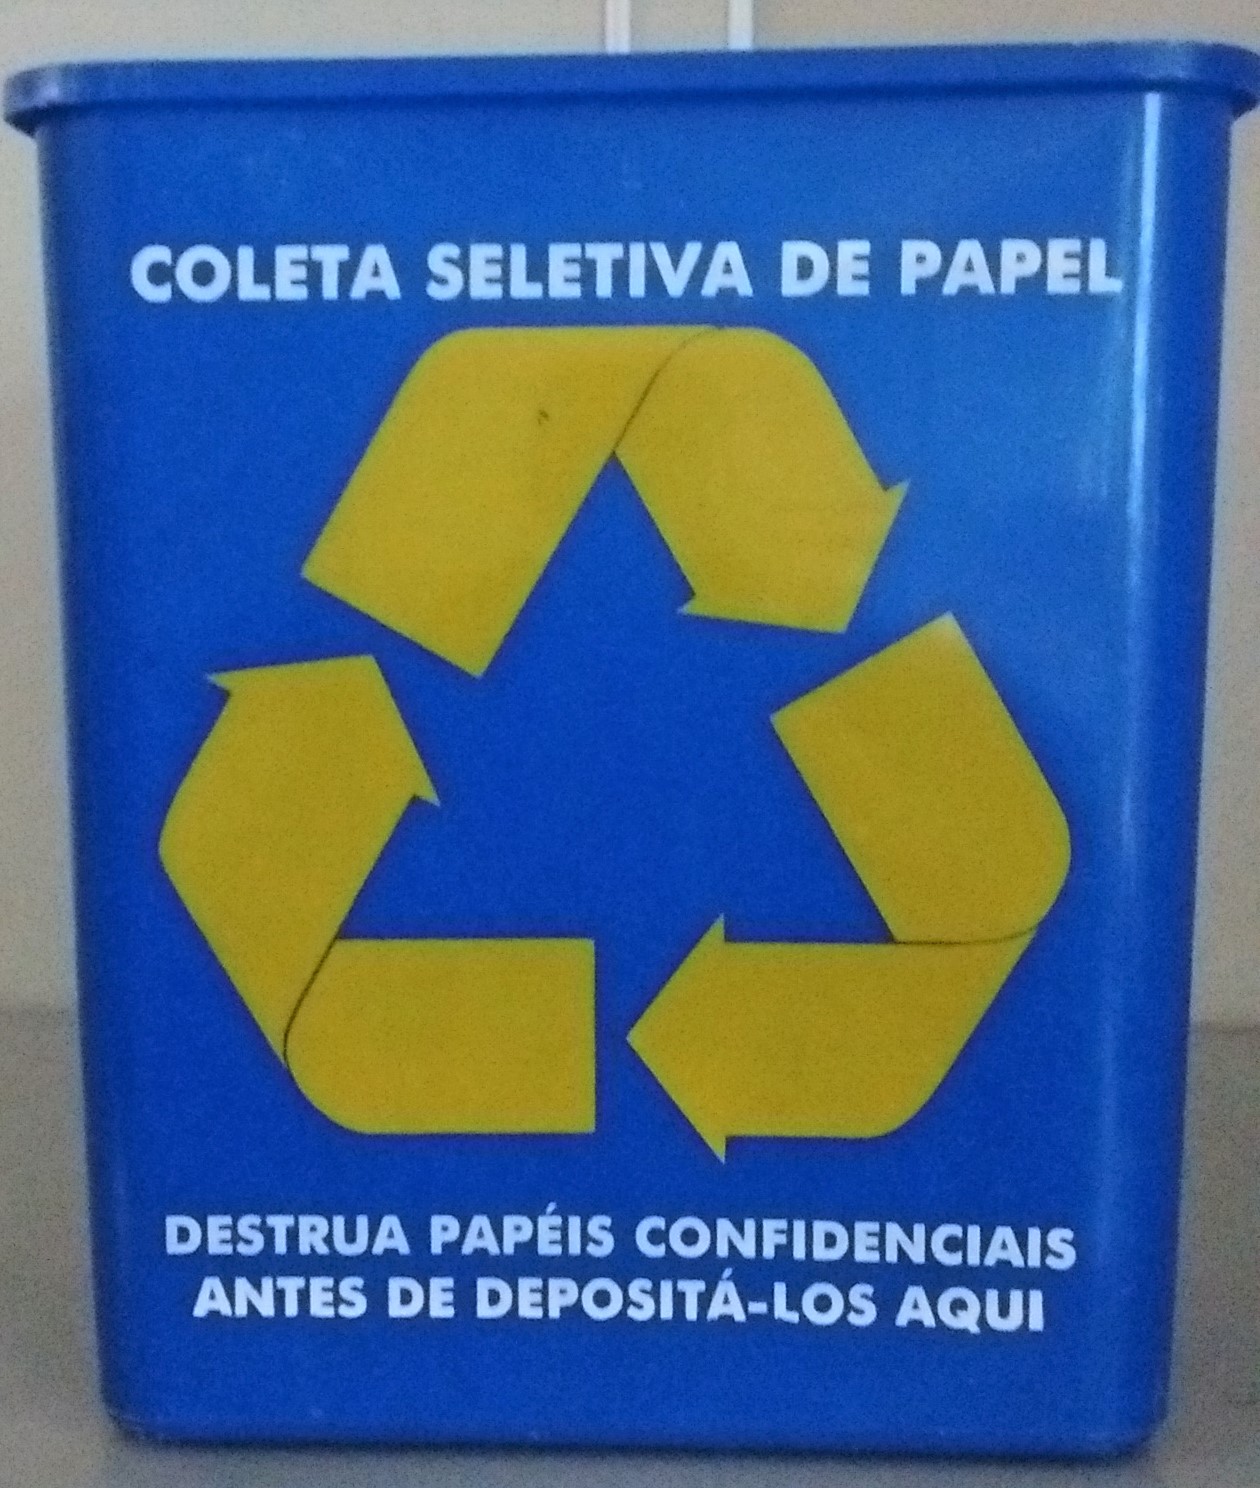 COLETA SELETIVA DE PAPEL
DESTRUA PAPÉIS CONFIDENCIAIS
ANTES DE DEPOSITÁ-LOS AQUI